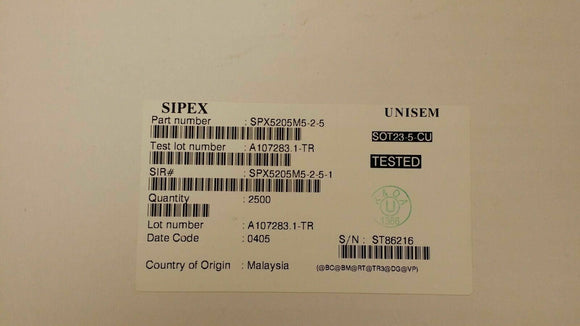 SIPEX UNISEM
Part number : SPX5205M5-2-5
SOT23-5-CU
Test lot number : A107283.1-TR
TESTED
SIR# : SPX5205M5-2-5-1
Quantity : 2500
Q.A O.A
U
1366
Lot number : A107283.1-TR
Date Code : 0405
S/N : ST86216
Country of Origin : Malaysia
(@BC@BM@RT@TR3@DG@VP)